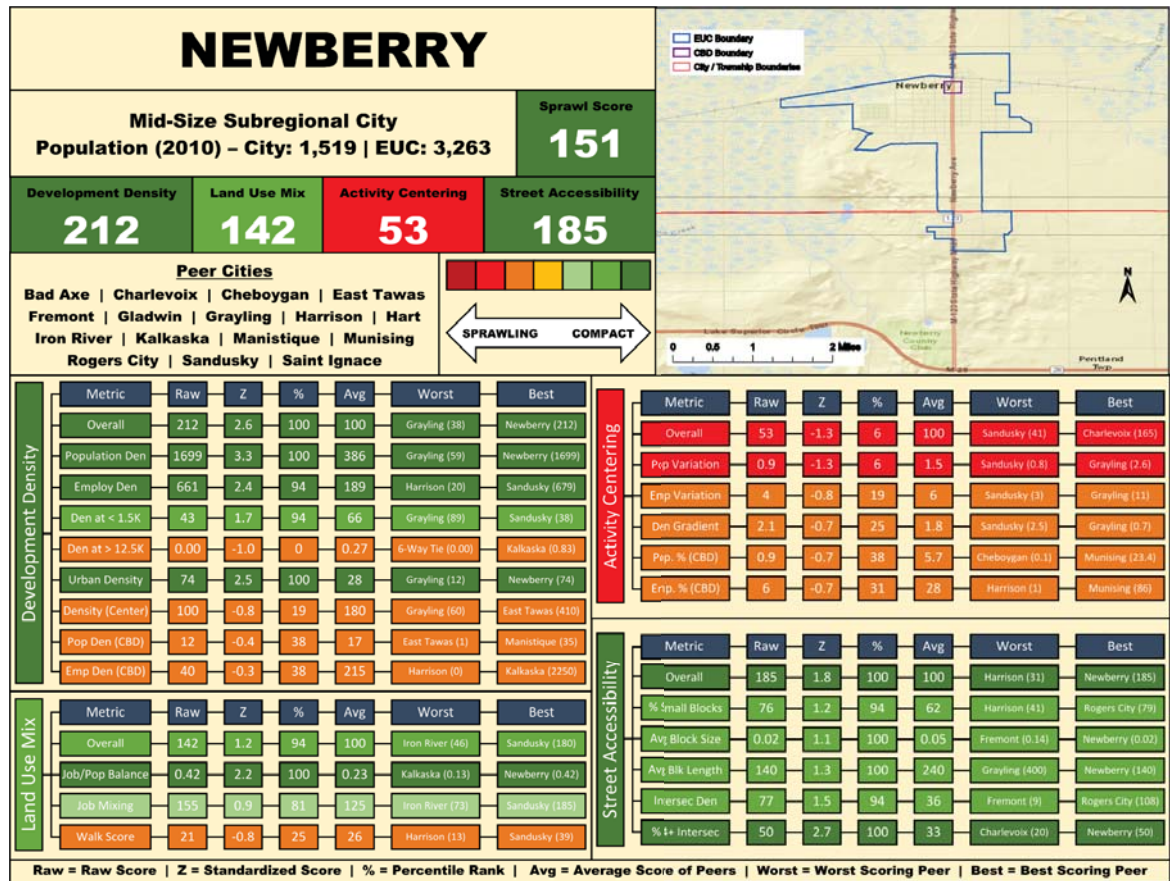 NEWBERRY
Mid-Size Subregional City
Population (2010) – City: 1,519 | EUC: 3,263
Sprawl Score
151
Development Density
212
Land Use Mix
142
Activity Centering
53
Street Accessibility
185
Peer Cities
Bad Axe | Charlevoix | Cheboygan | East Tawas
Fremont | Gladwin | Grayling | Harrison | Hart
Iron River | Kalkaska | Manistique | Munising
Rogers City | Sandusky | Saint Ignace
SPRAWLING COMPACT
EUC Boundary
CBD Boundary
City / Township Boundaries
Newberry
Newberry Ave
M-123 State Highway M123
Lake Superior Circle Tour
Newberry Country Club
M 28
28
Pentland Twp
N
0 0.5 1 2 Miles
Development Density
Metric Raw Z % Avg Worst Best
Overall 212 2.6 100 100 Grayling (38) Newberry (212)
Population Den 1699 3.3 100 386 Grayling (59) Newberry (1699)
Employ Den 661 2.4 94 189 Harrison (20) Sandusky (679)
Den at < 1.5K 43 1.7 94 66 Grayling (89) Sandusky (38)
Den at > 12.5K 0.00 -1.0 0 0.27 6-Way Tie (0.00) Kalkaska (0.83)
Urban Density 74 2.5 100 28 Grayling (12) Newberry (74)
Density (Center) 100 -0.8 19 180 Grayling (60) East Tawas (410)
Pop Den (CBD) 12 -0.4 38 17 East Tawas (1) Manistique (35)
Emp Den (CBD) 40 -0.3 38 215 Harrison (0) Kalkaska (2250)
Land Use Mix
Metric Raw Z % Avg Worst Best
Overall 142 1.2 94 100 Iron River (46) Sandusky (180)
Job/Pop Balance 0.42 2.2 100 0.23 Kalkaska (0.13) Newberry (0.42)
Job Mixing 155 0.9 81 125 Iron River (73) Sandusky (185)
Walk Score 21 -0.8 25 26 Harrison (13) Sandusky (39)
Activity Centering
Metric Raw Z % Avg Worst Best
Overall 53 -1.3 6 100 Sandusky (41) Charlevoix (165)
Pop Variation 0.9 -1.3 6 1.5 Sandusky (0.8) Grayling (2.6)
Emp Variation 4 -0.8 19 6 Sandusky (3) Grayling (11)
Den Gradient 2.1 -0.7 25 1.8 Sandusky (2.5) Grayling (0.7)
Pop. % (CBD) 0.9 -0.7 38 5.7 Cheboygan (0.1) Munising (23.4)
Emp. % (CBD) 6 -0.7 31 28 Harrison (1) Munising (86)
Street Accessibility
Metric Raw Z % Avg Worst Best
Overall 185 1.8 100 100 Harrison (31) Newberry (185)
% Small Blocks 76 1.2 94 62 Harrison (41) Rogers City (79)
Avg Block Size 0.02 1.1 100 0.05 Fremont (0.14) Newberry (0.02)
Avg Blk Length 140 1.3 100 240 Grayling (400) Newberry (140)
Intersec Den 77 1.5 94 36 Fremont (9) Rogers City (108)
% 4+ Intersec 50 2.7 100 33 Charlevoix (20) Newberry (50)
Raw = Raw Score | Z = Standardized Score | % = Percentile Rank | Avg = Average Score of Peers | Worst = Worst Scoring Peer | Best = Best Scoring Peer